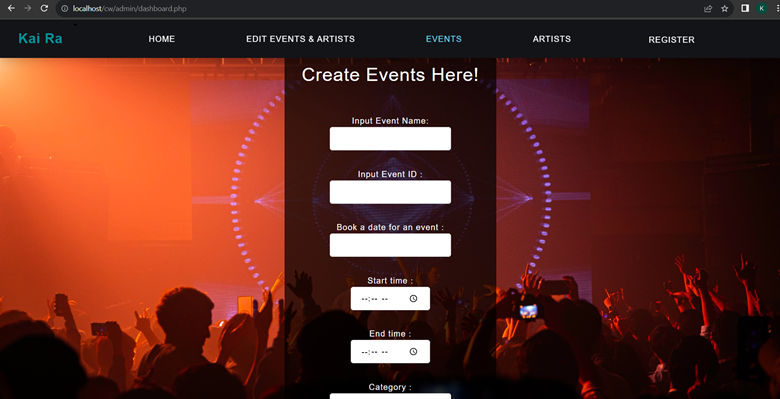 localhost/cw/admin/dashboard.php
K
Kai Ra
HOME
EDIT EVENTS & ARTISTS
EVENTS
ARTISTS
REGISTER
Create Events Here!
Input Event Name:
Input Event ID :
Book a date for an event :
Start time :
--:-- --
End time :
--:-- --
Category :